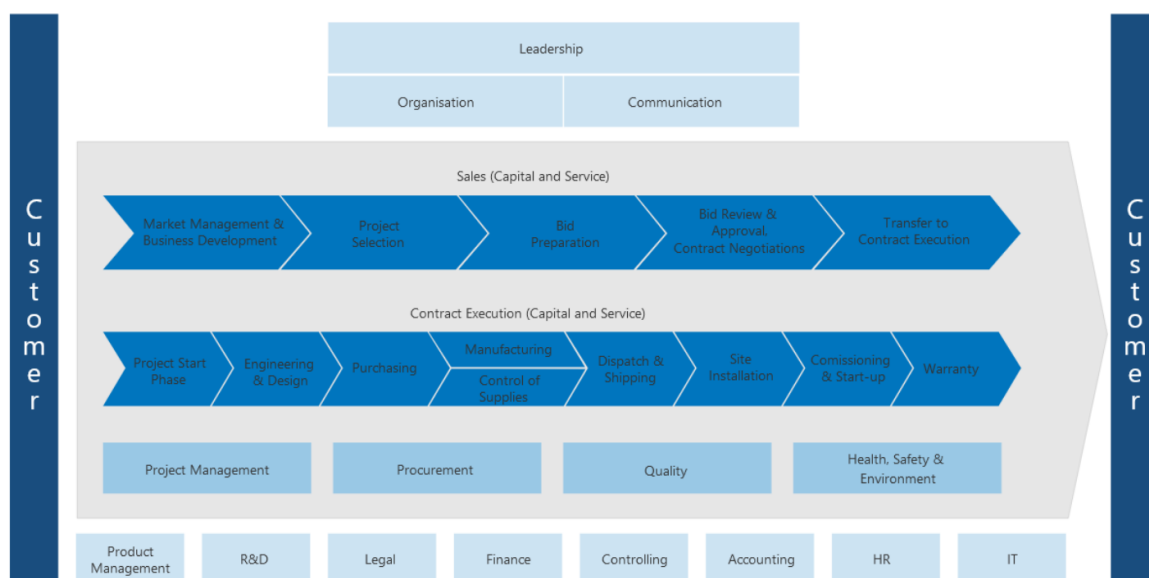 Customer
Leadership
Organisation
Communication
Sales (Capital and Service)
Market Management &
Business Development
Project
Selection
Bid
Preparation
Bid Review &
Approval,
Contract Negotiations
Transfer to
Contract Execution
Contract Execution (Capital and Service)
Project Start
Phase
Engineering
& Design
Purchasing
Manufacturing
Control of
Supplies
Dispatch &
Shipping
Site
Installation
Comissioning
& Start-up
Warranty
Project Management
Procurement
Quality
Health, Safety &
Environment
Product
Management
R&D
Legal
Finance
Controlling
Accounting
HR
IT
Customer